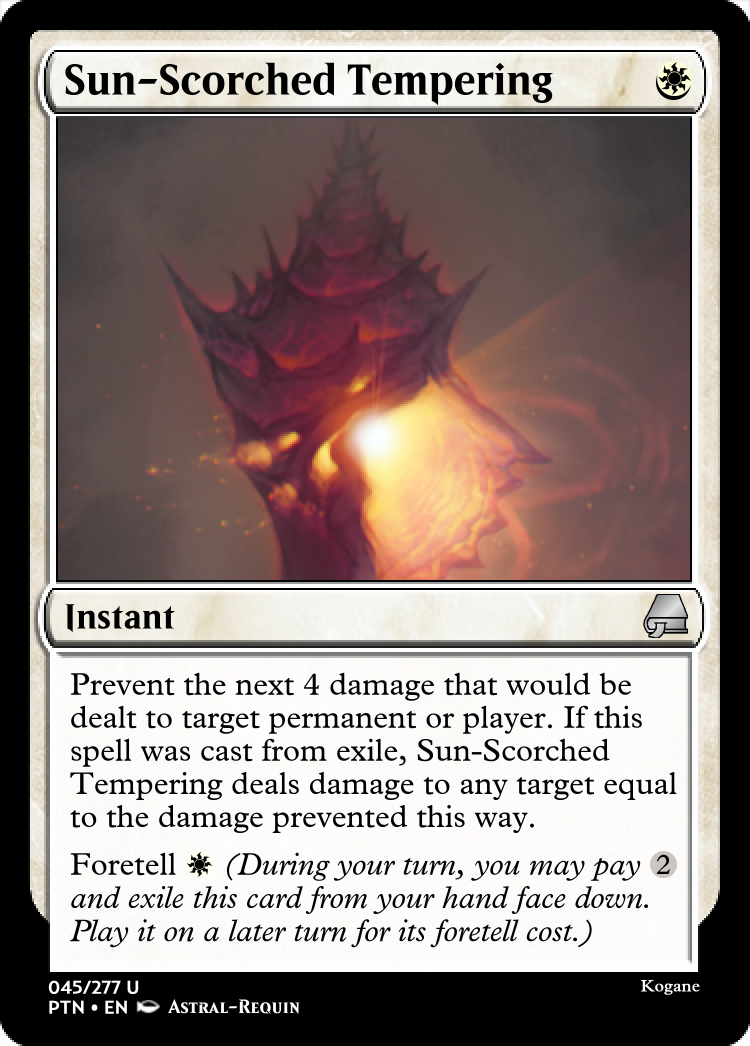 Sun-Scorched Tempering
Instant
Prevent the next 4 damage that would be
dealt to target permanent or player. If this
spell was cast from exile, Sun-Scorched
Tempering deals damage to any target equal
to the damage prevented this way.
Foretell (During your turn, you may pay 2
and exile this card from your hand face down.
Play it on a later turn for its foretell cost.)
045/277 U
Kogane
PTN • EN Astral-Requin